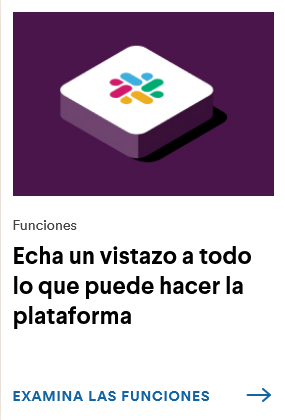 Funciones
Echa un vistazo a todo
lo que puede hacer la
plataforma
EXAMINA LAS FUNCIONES